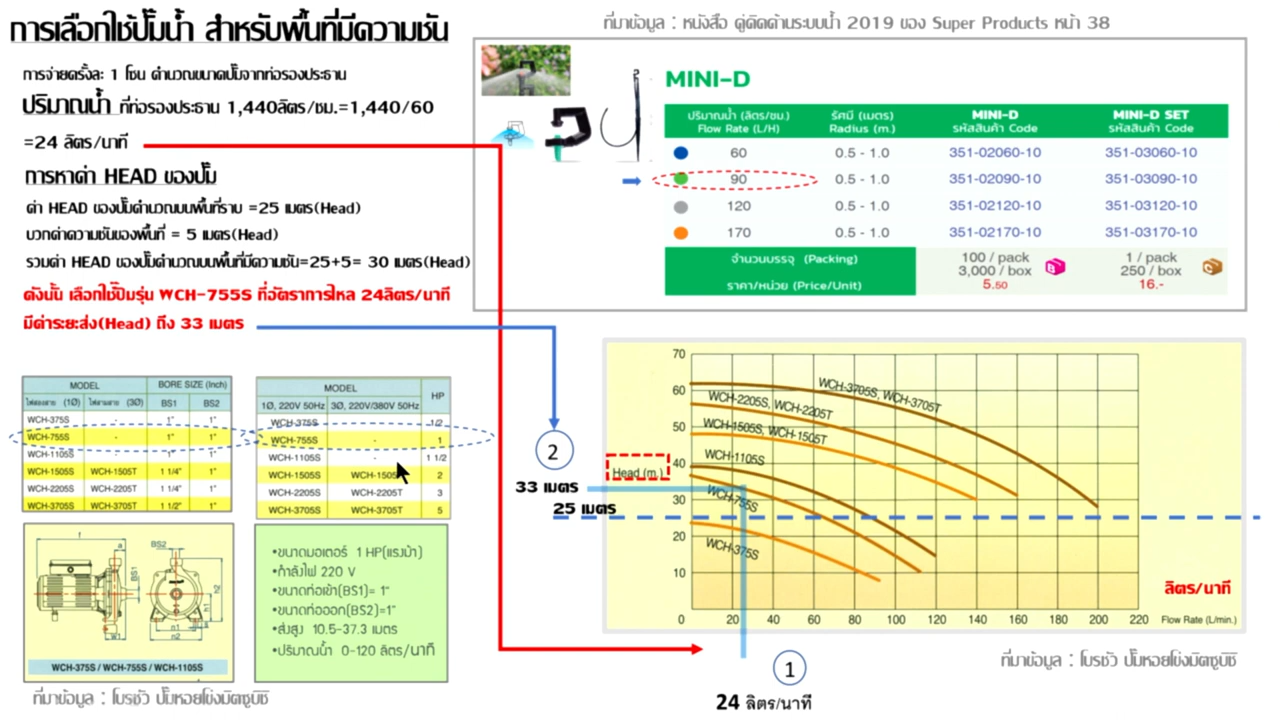 การเลือกใช้ปั๊มน้ำ สำหรับพื้นที่มีความชัน
การจ่ายครั้งละ 1 โซน คำนวณขนาดปั๊มจากท่อรองประธาน
ปริมาณน้ำ ที่ท่อรองประธาน 1,440ลิตร/ชม.=1,440/60
=24 ลิตร/นาที
การหาค่า HEAD ของปั๊ม
ค่า HEAD ของปั๊มคำนวณบนพื้นที่ราบ =25 เมตร(Head)
บวกค่าความชันของพื้นที่ = 5 เมตร(Head)
รวมค่า HEAD ของปั๊มคำนวณบนพื้นที่มีความชัน=25+5= 30 เมตร(Head)
ดังนั้น เลือกใช้ปั๊มรุ่น WCH-755S ที่อัตราการไหล 24ลิตร/นาที
มีค่าระยะส่ง(Head) ถึง 33 เมตร
ที่มาข้อมูล : หนังสือ คู่คิดด้านระบบน้ำ 2019 ของ Super Products หน้า 38
MINI-D
ปริมาณน้ำ (ลิตร/ชม.) รัศมี (เมตร) MINI-D MINI-D SET
Flow Rate (L/H) Radius (m.) รหัสสินค้า Code รหัสสินค้า Code
60 0.5 - 1.0 351-02060-10 351-03060-10
90 0.5 - 1.0 351-02090-10 351-03090-10
120 0.5 - 1.0 351-02120-10 351-03120-10
170 0.5 - 1.0 351-02170-10 351-03170-10
จำนวนบรรจุ (Packing) 100 / pack 1 / pack
3,000 / box 250 / box
ราคา/หน่วย (Price/Unit) 5.50 16.-
MODEL BORE SIZE (Inch)
ไฟสองสาย (1Ø) ไฟสามสาย (3Ø) BS1 BS2
WCH-375S - 1" 1"
WCH-755S - 1" 1"
WCH-1105S - 1" 1"
WCH-1505S WCH-1505T 1 1/4" 1"
WCH-2205S WCH-2205T 1 1/4" 1"
WCH-3705S WCH-3705T 1 1/2" 1"
MODEL HP
1Ø, 220V 50Hz 3Ø, 220V/380V 50Hz
WCH-375S - 1/2
WCH-755S - 1
WCH-1105S - 1 1/2
WCH-1505S WCH-1505 2
WCH-2205S WCH-2205T 3
WCH-3705S WCH-3705T 5
f
a
BS2
BS1
h2
h1
w1
n1
s
n2
WCH-375S / WCH-755S / WCH-1105S
•ขนาดมอเตอร์ 1 HP(แรงม้า)
•กำลังไฟ 220 V
•ขนาดท่อเข้า(BS1)= 1"
•ขนาดท่อออก(BS2)=1"
•ส่งสูง 10.5-37.3 เมตร
•ปริมาณน้ำ 0-120 ลิตร/นาที
ที่มาข้อมูล : โบรชัว ปั๊มหอยโข่งมิตซูบิชิ
2
33 เมตร
25 เมตร
Head (m.)
70
60
50
40
30
20
10
0 20 40 60 80 100 120 140 160 180 200 220 Flow Rate (L/min.)
WCH-3705S, WCH-3705T
WCH-2205S, WCH-2205T
WCH-1505S, WCH-1505T
WCH-1105S
WCH-755S
WCH-375S
ลิตร/นาที
ที่มาข้อมูล : โบรชัว ปั๊มหอยโข่งมิตซูบิชิ
1
24 ลิตร/นาที